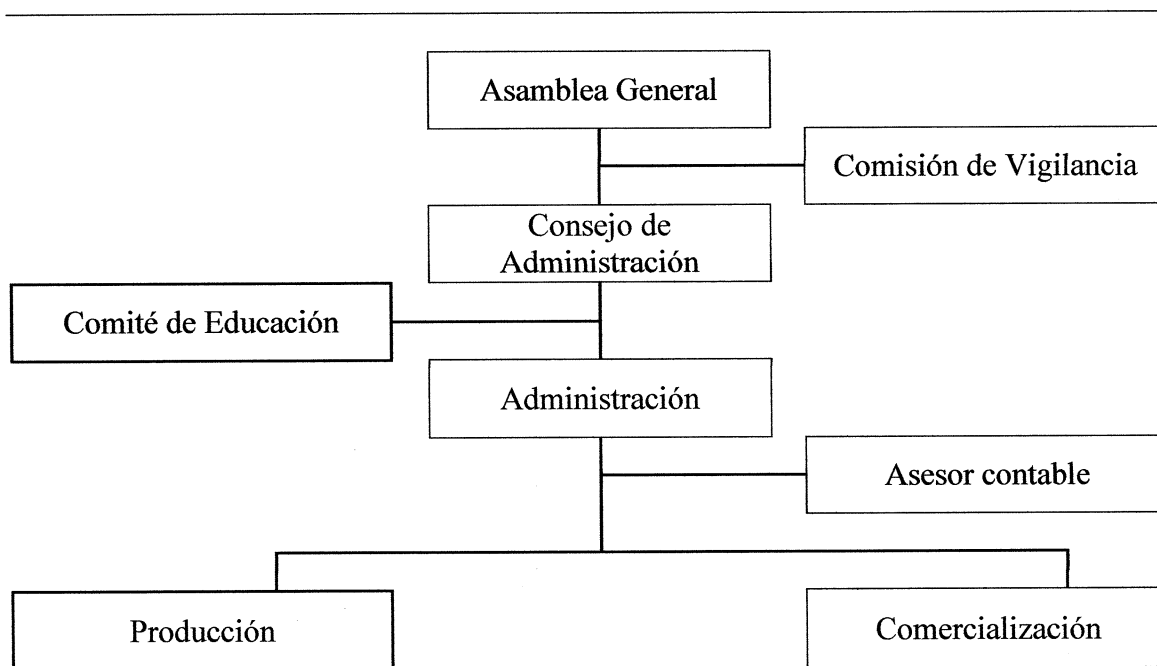 Asamblea General
Comisión de Vigilancia
Consejo de
Administración
Comité de Educación
Administración
Asesor contable
Producción
Comercialización